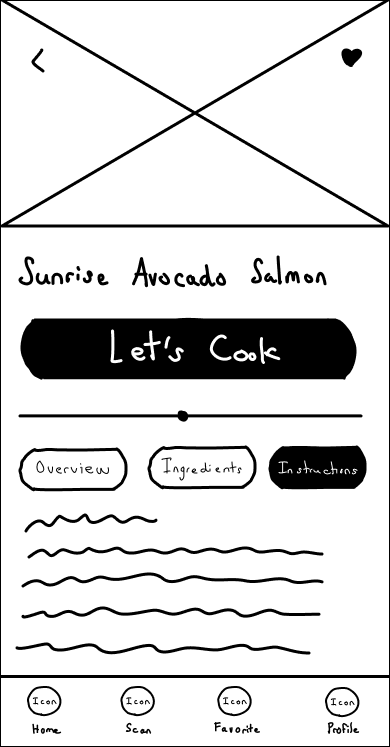 Sunrise Avocado Salmon
Let's Cook
Overview Ingredients Instructions
Icon Icon Icon Icon
Home Scan Favorite Profile